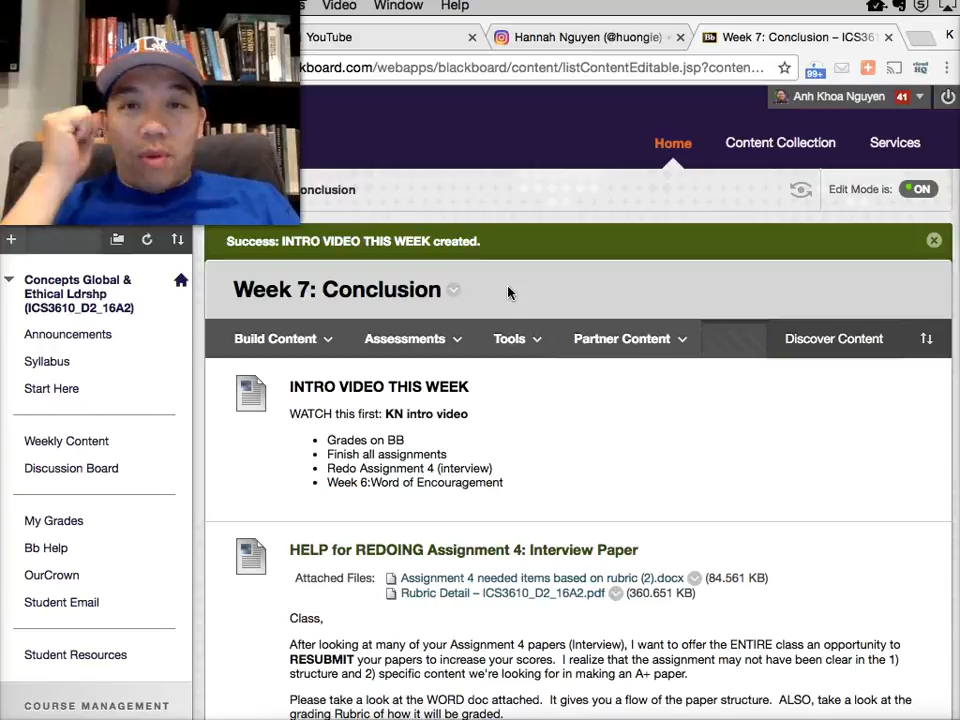 Video Window Help
YouTube
Hannah Nguyen (@huongle)
Week 7: Conclusion – ICS361
K
kboard.com/webapps/blackboard/content/listContentEditable.jsp?conten...
99+
HQ
Anh Khoa Nguyen 41
Home Content Collection Services
onclusion
Edit Mode is: ON
Success: INTRO VIDEO THIS WEEK created.
Concepts Global &
Ethical Ldrshp
(ICS3610_D2_16A2)
Announcements
Syllabus
Start Here
Weekly Content
Discussion Board
My Grades
Bb Help
OurCrown
Student Email
Student Resources
COURSE MANAGEMENT
Week 7: Conclusion
Build Content Assessments Tools Partner Content Discover Content
INTRO VIDEO THIS WEEK
WATCH this first: KN intro video
Grades on BB
Finish all assignments
Redo Assignment 4 (interview)
Week 6:Word of Encouragement
HELP for REDOING Assignment 4: Interview Paper
Attached Files: Assignment 4 needed items based on rubric (2).docx (84.561 KB)
Rubric Detail – ICS3610_D2_16A2.pdf (360.651 KB)
Class,
After looking at many of your Assignment 4 papers (Interview), I want to offer the ENTIRE class an opportunity to
RESUBMIT your papers to increase your scores. I realize that the assignment may not have been clear in the 1)
structure and 2) specific content we're looking for in making an A+ paper.
Please take a look at the WORD doc attached. It gives you a flow of the paper structure. ALSO, take a look at the
grading Rubric of how it will be graded.